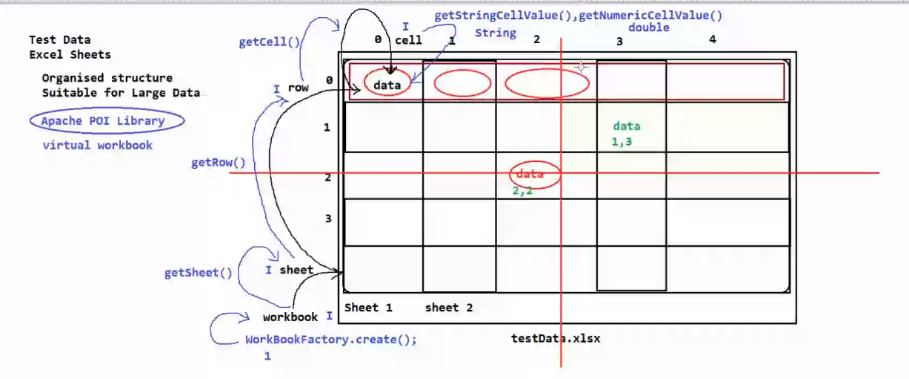 Test Data
Excel Sheets
Organised structure
Suitable for Large Data
Apache POI Library
virtual workbook
getStringCellValue(),getNumericCellValue()
String
double
getCell()
I
0 cell 1 2 3 4
I row
0
data
1
data
1,3
getRow()
2
data
2,2
3
getSheet()
I sheet
workbook I
Sheet 1 sheet 2
WorkBookFactory.create();
1
testData.xlsx